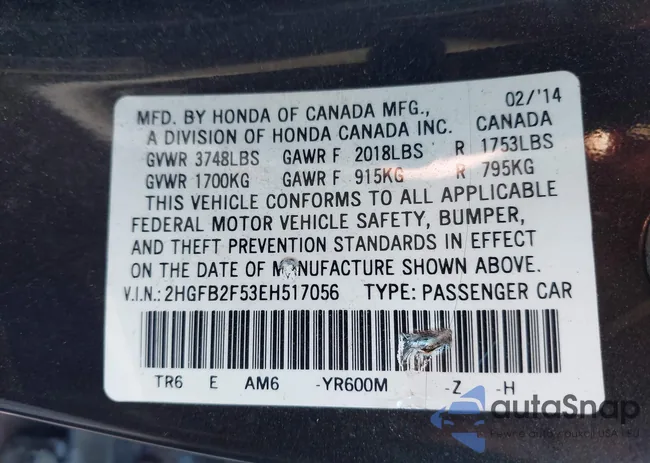 MFD. BY HONDA OF CANADA MFG., 02/'14
A DIVISION OF HONDA CANADA INC. CANADA
GVWR 3748LBS GAWR F 2018LBS R 1753LBS
GVWR 1700KG GAWR F 915KG R 795KG
THIS VEHICLE CONFORMS TO ALL APPLICABLE
FEDERAL MOTOR VEHICLE SAFETY, BUMPER,
AND THEFT PREVENTION STANDARDS IN EFFECT
ON THE DATE OF MANUFACTURE SHOWN ABOVE.
V.I.N.: 2HGFB2F53EH517056 TYPE: PASSENGER CAR
TR6 E AM6 -YR600M -Z -H
autoSnap